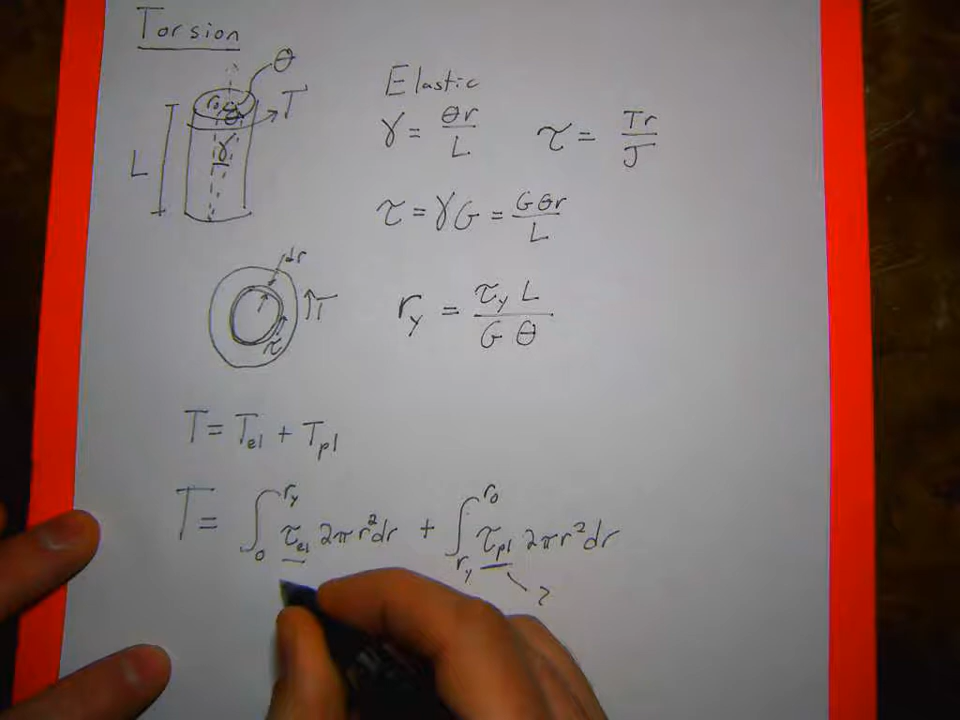 Torsion
θ
r₀ θ T
γ
L
dr
T
τ
Elastic
γ = θr/L τ = Tr/J
τ = γG = Gθr/L
r_y = τ_y L / G θ
T = T_el + T_pl
T = ∫₀^{r_y} τ_el 2πr²dr + ∫_{r_y}^{r₀} τ_pl 2πr²dr
?